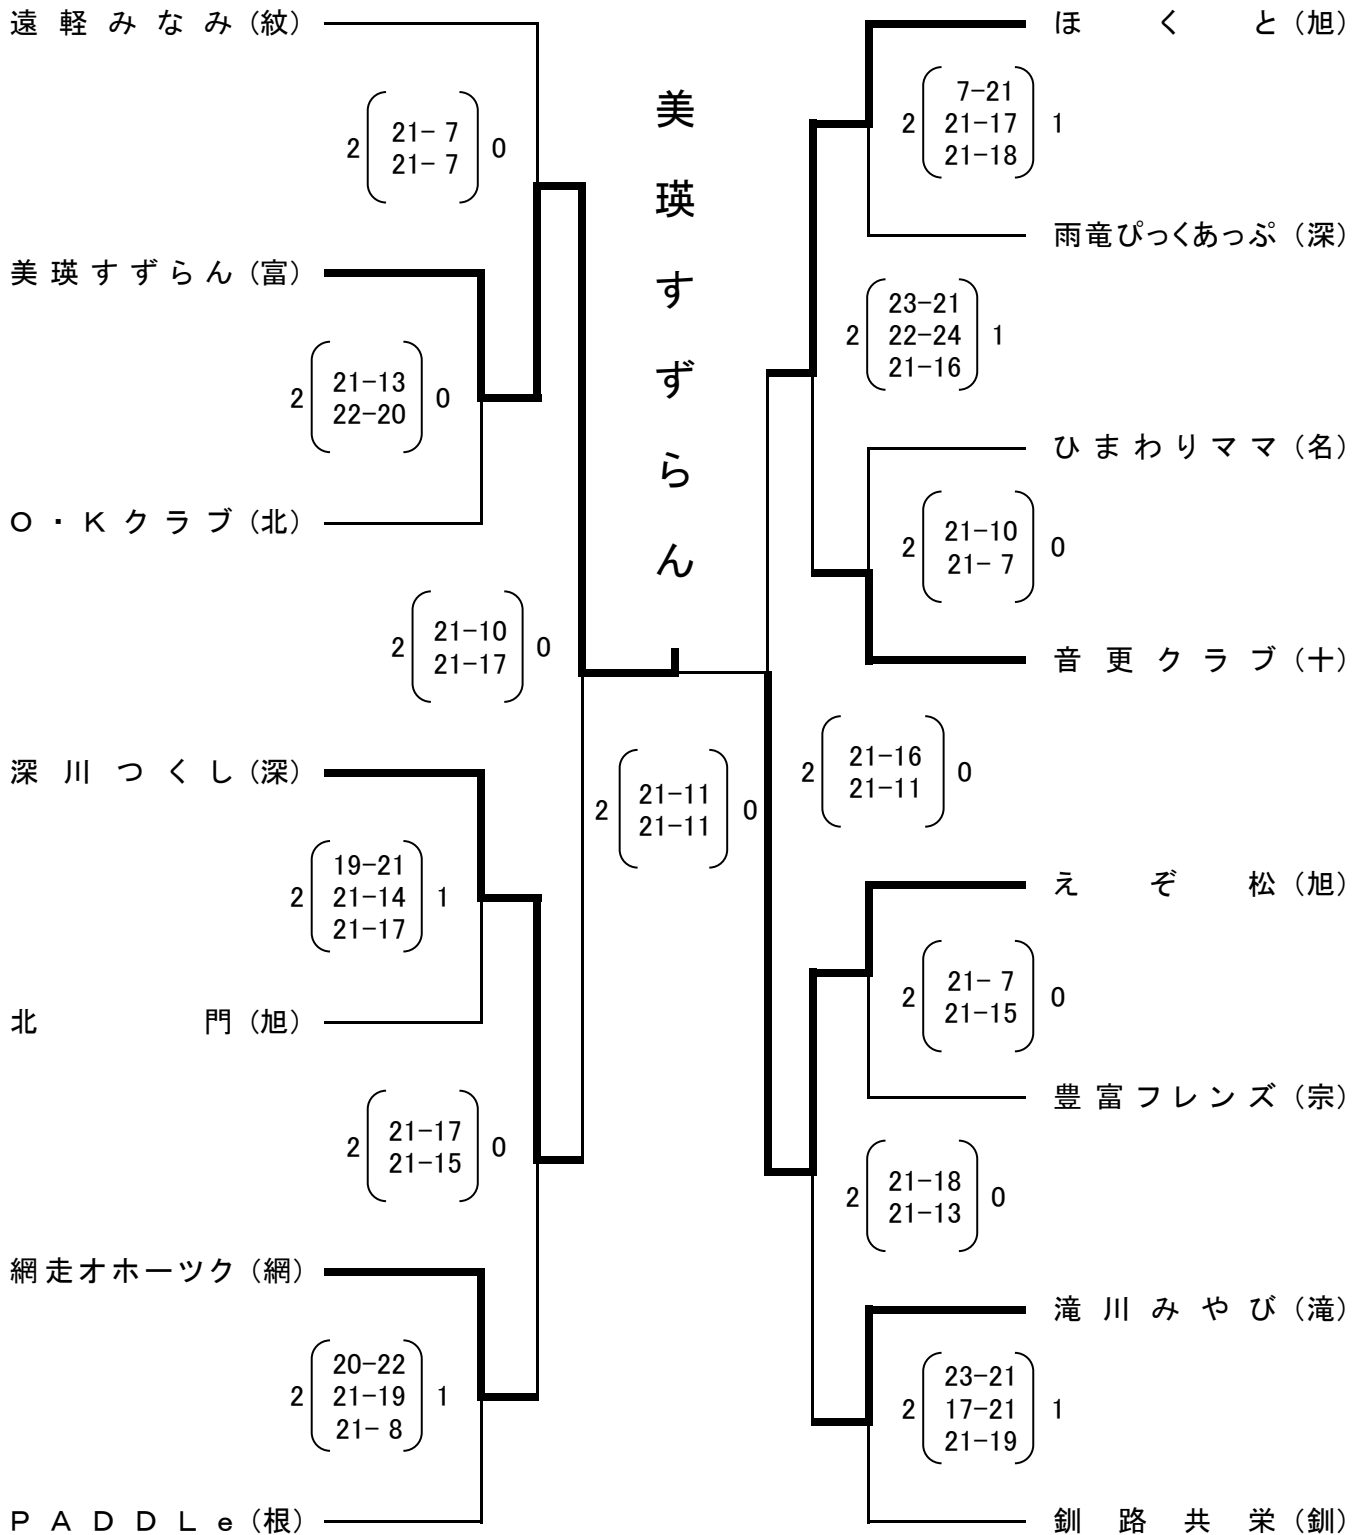 遠軽みなみ（紋）
2 21- 7 0
21- 7
美瑛すずらん（富）
2 21-13 0
22-20
O・Kクラブ（北）
2 21-10 0
21-17
深川つくし（深）
19-21
2 21-14 1
21-17
北門（旭）
2 21-17 0
21-15
網走オホーツク（網）
20-22
2 21-19 1
21- 8
PADDLe（根）
美瑛すずらん
2 21-11 0
21-11
ほくと（旭）
7-21
2 21-17 1
21-18
雨竜ぴっくあっぷ（深）
23-21
2 22-24 1
21-16
ひまわりママ（名）
2 21-10 0
21- 7
音更クラブ（十）
2 21-16 0
21-11
えぞ松（旭）
2 21- 7 0
21-15
豊富フレンズ（宗）
2 21-18 0
21-13
滝川みやび（滝）
23-21
2 17-21 1
21-19
釧路共栄（釧）